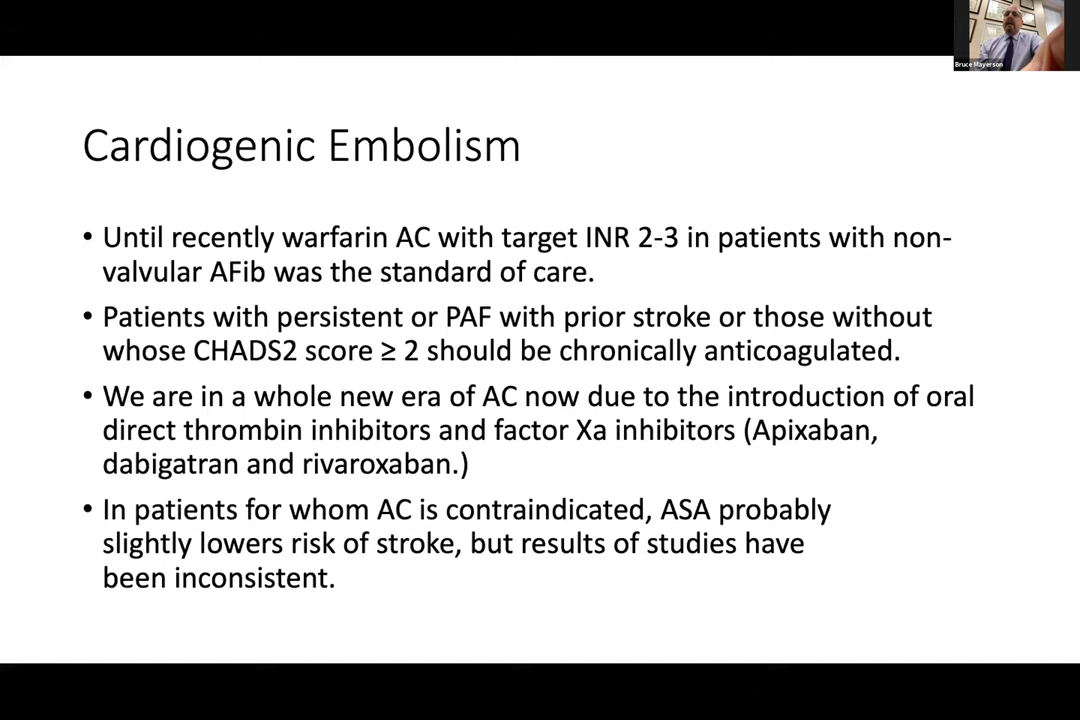 Bruce Mayerson
Cardiogenic Embolism
• Until recently warfarin AC with target INR 2-3 in patients with non-
valvular AFib was the standard of care.
• Patients with persistent or PAF with prior stroke or those without
whose CHADS2 score ≥ 2 should be chronically anticoagulated.
• We are in a whole new era of AC now due to the introduction of oral
direct thrombin inhibitors and factor Xa inhibitors (Apixaban,
dabigatran and rivaroxaban.)
• In patients for whom AC is contraindicated, ASA probably
slightly lowers risk of stroke, but results of studies have
been inconsistent.